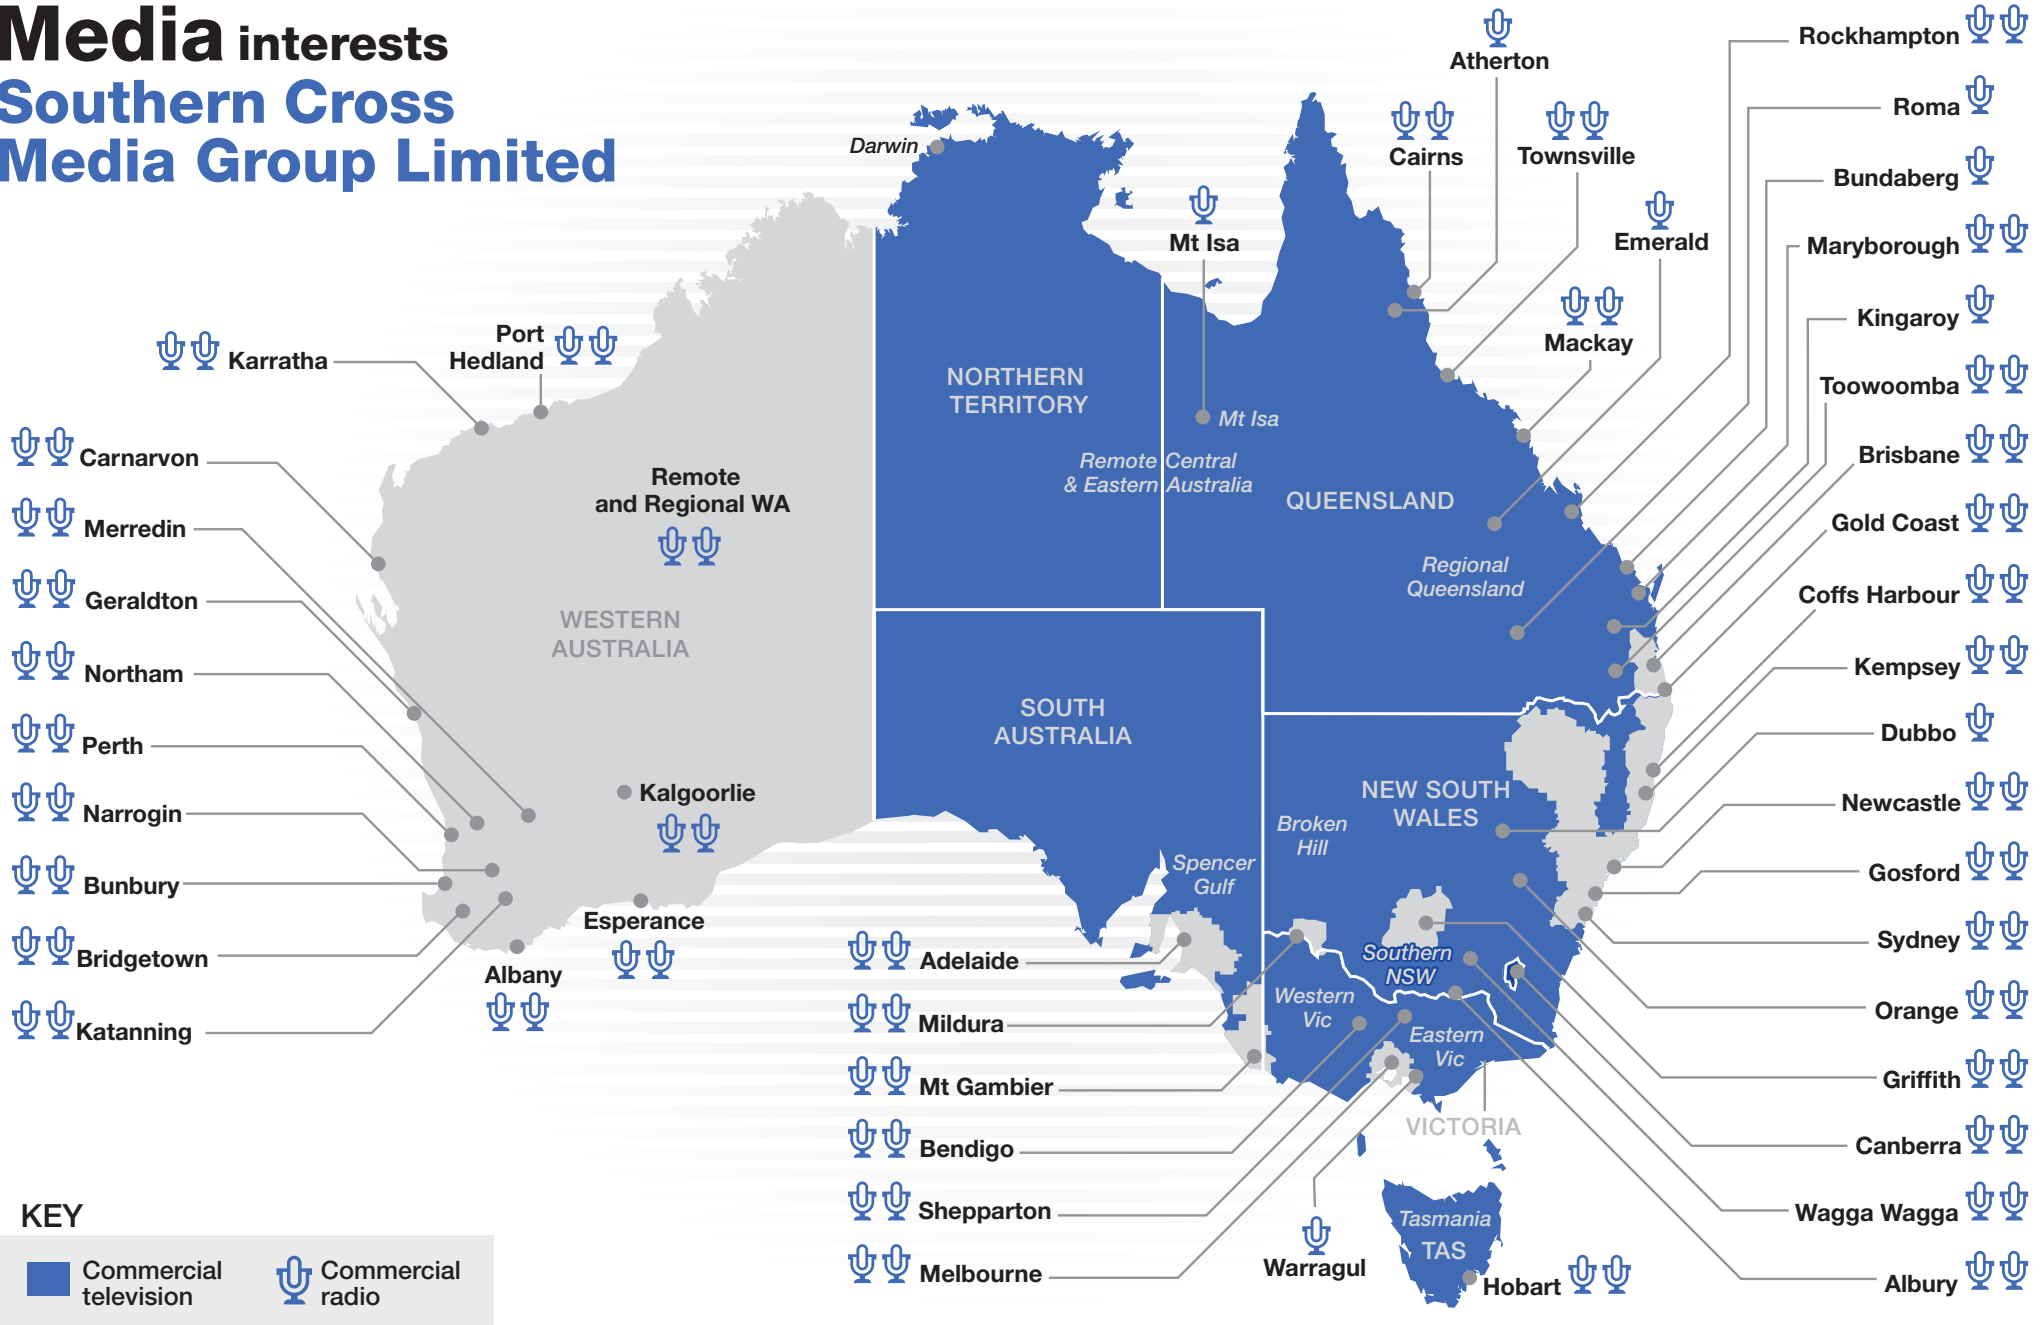 Media interests
Southern Cross
Media Group Limited
Atherton
Rockhampton
Cairns
Townsville
Roma
Darwin
Bundaberg
Mt Isa
Emerald
Maryborough
Mackay
Kingaroy
Karratha
Port
Hedland
NORTHERN
TERRITORY
Mt Isa
Toowoomba
Carnarvon
Remote
and Regional WA
Remote Central
& Eastern Australia
QUEENSLAND
Brisbane
Merredin
Gold Coast
Geraldton
WESTERN
AUSTRALIA
Regional
Queensland
Coffs Harbour
Northam
Kempsey
Perth
SOUTH
AUSTRALIA
Dubbo
Narrogin
Kalgoorlie
NEW SOUTH
WALES
Newcastle
Broken
Hill
Bunbury
Spencer
Gulf
Gosford
Bridgetown
Esperance
Adelaide
Southern
NSW
Sydney
Albany
Katanning
Mildura
Western
Vic
Eastern
Vic
Orange
Mt Gambier
Griffith
VICTORIA
Bendigo
Canberra
Shepparton
Tasmania
TAS
Wagga Wagga
Melbourne
Warragul
Hobart
Albury
KEY
Commercial
television
Commercial
radio